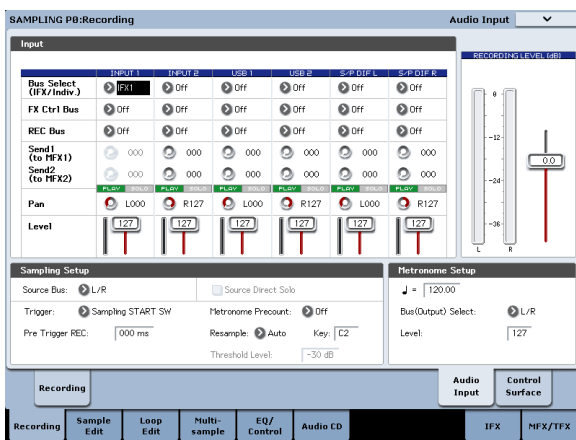 SAMPLING P0:Recording Audio Input
Input
RECORDING LEVEL (dB)
INPUT 1 INPUT 2 USB 1 USB 2 S/P DIF L S/P DIF R
Bus Select
(IFX/Indv.) IFX1 Off Off Off Off Off
FX Ctrl Bus Off Off Off Off Off Off
REC Bus Off Off Off Off Off Off
Send1
(to MFX1) 000 000 000 000 000 000
Send2
(to MFX2) 000 000 000 000 000 000
PLAY SOLO PLAY SOLO PLAY SOLO PLAY SOLO PLAY SOLO PLAY SOLO
Pan L000 R127 L000 R127 L000 R127
Level 127 127 127 127 127 127
0
-12
-24
-36
L R
0.0
Sampling Setup
Source Bus: L/R Source Direct Solo
Trigger: Sampling START SW Metronome Precount: Off
Pre Trigger REC: 000 ms Resample: Auto Key: C2
Threshold Level: -30 dB
Metronome Setup
♩ = 120.00
Bus(Output) Select: L/R
Level: 127
Recording Audio Input Control Surface
Recording Sample Edit Loop Edit Multi-sample EQ/Control Audio CD IFX MFX/TFX